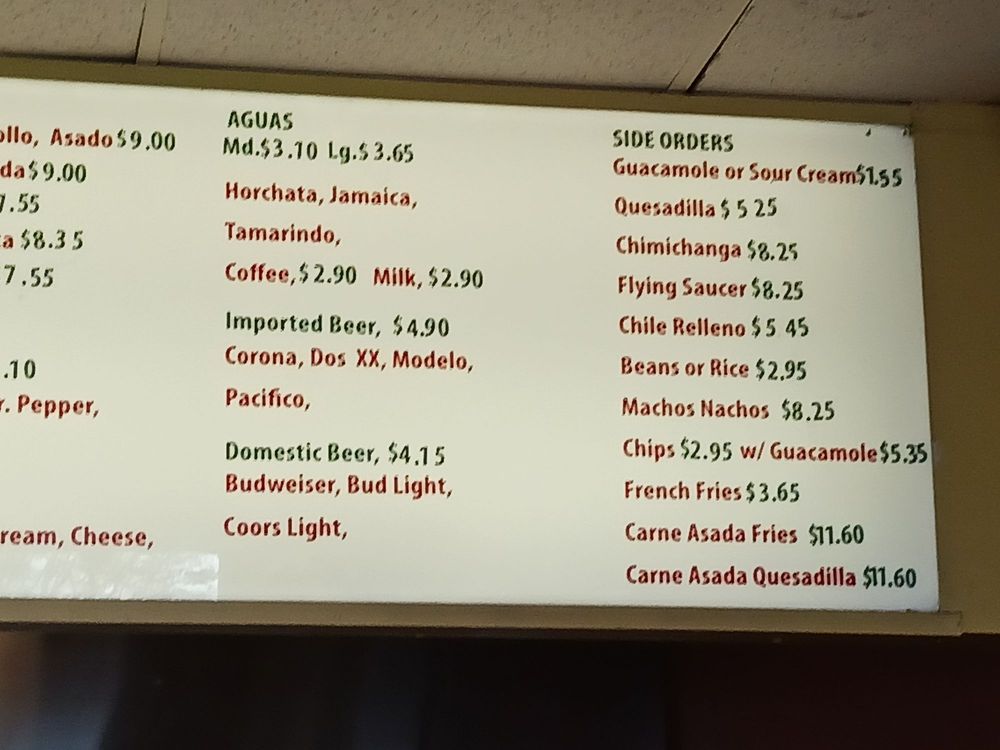 Asado $9.00
$9.00
$8.35
7.55
.10
Pepper,
Cheese,
AGUAS
Md.$3.10 Lg.$3.65
Horchata, Jamaica,
Tamarindo,
Coffee,$2.90 Milk, $2.90
Imported Beer, $4.90
Corona, Dos XX, Modelo,
Pacifico,
Domestic Beer, $4.15
Budweiser, Bud Light,
Coors Light,
SIDE ORDERS
Guacamole or Sour Cream$1.55
Quesadilla $5 25
Chimichanga $8.25
Flying Saucer $8.25
Chile Relleno $5 45
Beans or Rice $2.95
Machos Nachos $8.25
Chips $2.95 w/ Guacamole$5.35
French Fries $3.65
Carne Asada Fries $11.60
Carne Asada Quesadilla $11.60